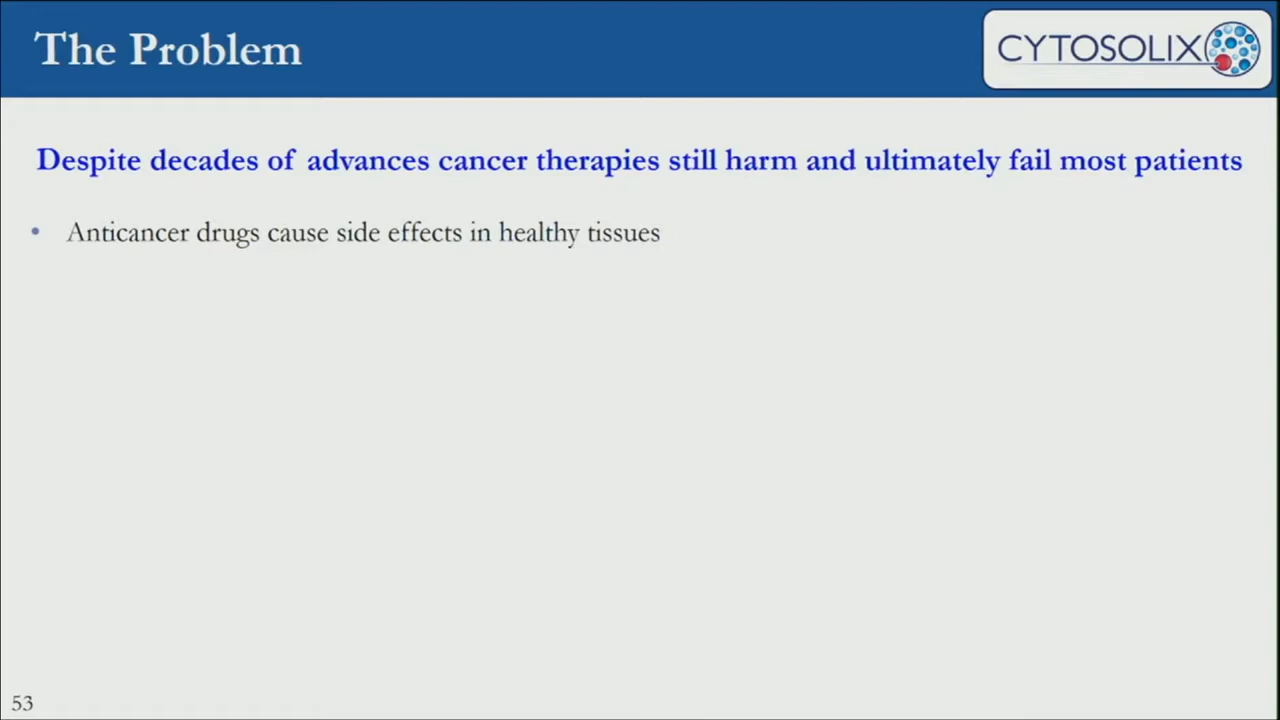 The Problem
CYTOSOLIX
Despite decades of advances cancer therapies still harm and ultimately fail most patients
• Anticancer drugs cause side effects in healthy tissues
53